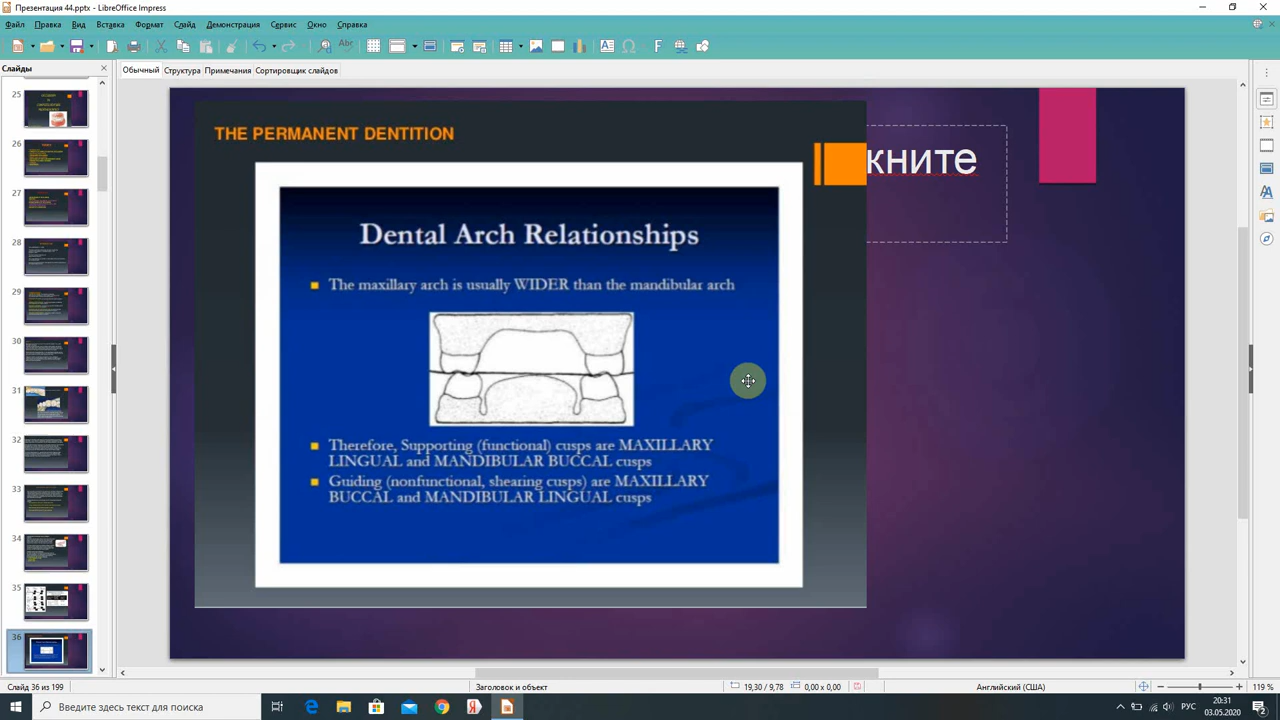 Презентация 44.pptx - LibreOffice Impress
Файл Правка Вид Вставка Формат Слайд Демонстрация Сервис Окно Справка
Слайды
Обычный Структура Примечания Сортировщик слайдов
25
26
27
28
29
30
31
32
33
34
35
36
THE PERMANENT DENTITION
кните
Dental Arch Relationships
The maxillary arch is usually WIDER than the mandibular arch
Therefore, Supporting (functional) cusps are MAXILLARY
LINGUAL and MANDIBULAR BUCCAL cusps
Guiding (nonfunctional, shearing cusps) are MAXILLARY
BUCCAL and MANDIBULAR LINGUAL cusps
Слайд 36 из 199
Заголовок и объект
19,30 / 9,78
0,00 x 0,00
Английский (США)
119 %
Введите здесь текст для поиска
РУС
20:31
03.05.2020